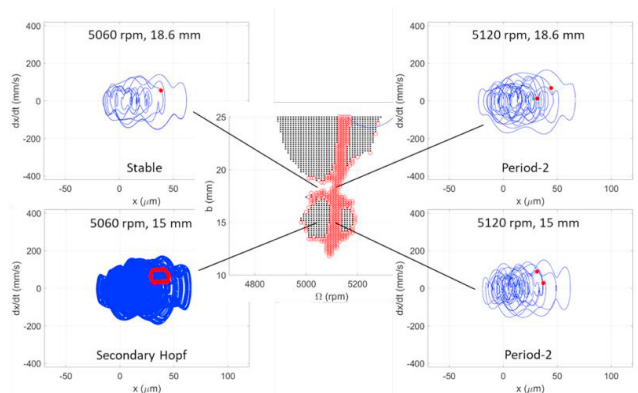 400
5060 rpm, 18.6 mm
200
0
-200
-400
dx/dt (mm/s)
Stable
-50
0
50
100
x (μm)
400
5120 rpm, 18.6 mm
200
0
-200
-400
dx/dt (mm/s)
Period-2
-50
0
50
100
x (μm)
25
20
15
10
b (mm)
4800
5000
5200
Ω (rpm)
400
5060 rpm, 15 mm
200
0
-200
-400
dx/dt (mm/s)
Secondary Hopf
-50
0
50
100
x (μm)
400
5120 rpm, 15 mm
200
0
-200
-400
dx/dt (mm/s)
Period-2
-50
0
50
100
x (μm)